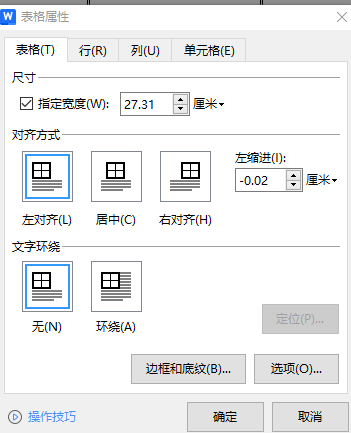 W 表格属性
表格(T) 行(R) 列(U) 单元格(E)
尺寸
指定宽度(W): 27.31 厘米
对齐方式
左缩进(I):
-0.02 厘米
左对齐(L) 居中(C) 右对齐(H)
文字环绕
无(N) 环绕(A)
定位(P)...
边框和底纹(B)... 选项(O)...
操作技巧 确定 取消